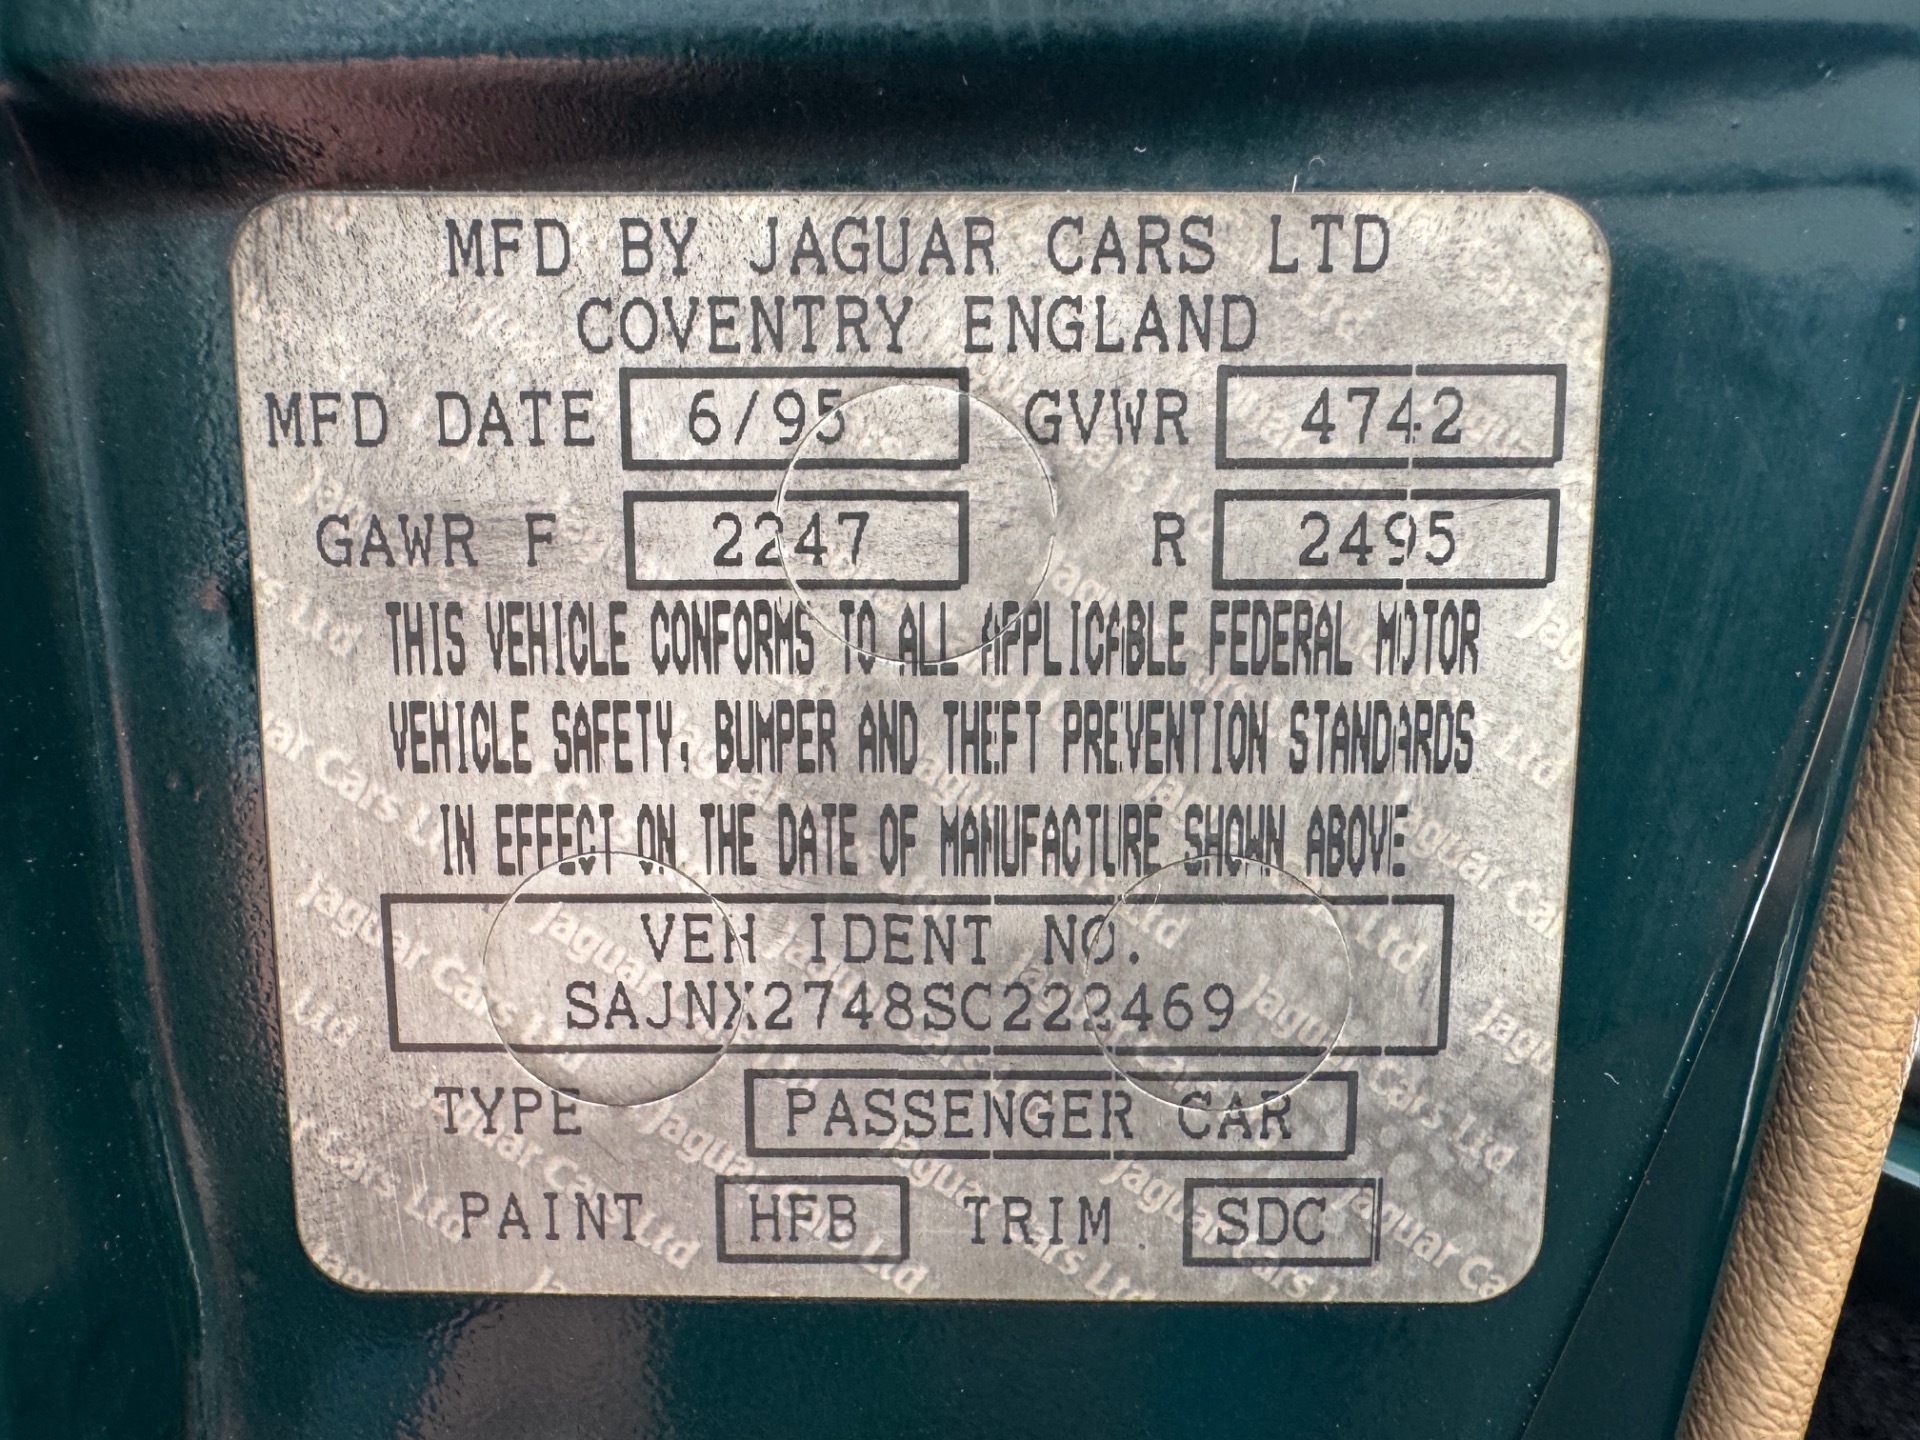 MFD BY JAGUAR CARS LTD
COVENTRY ENGLAND
MFD DATE 6/95 GVWR 4742
GAWR F 2247 R 2495
THIS VEHICLE CONFORMS TO ALL APPLICABLE FEDERAL MOTOR
VEHICLE SAFETY, BUMPER AND THEFT PREVENTION STANDARDS
IN EFFECT ON THE DATE OF MANUFACTURE SHOWN ABOVE
VEH IDENT NO.
SAJNX2748SC222469
TYPE PASSENGER CAR
PAINT HFB TRIM SDC